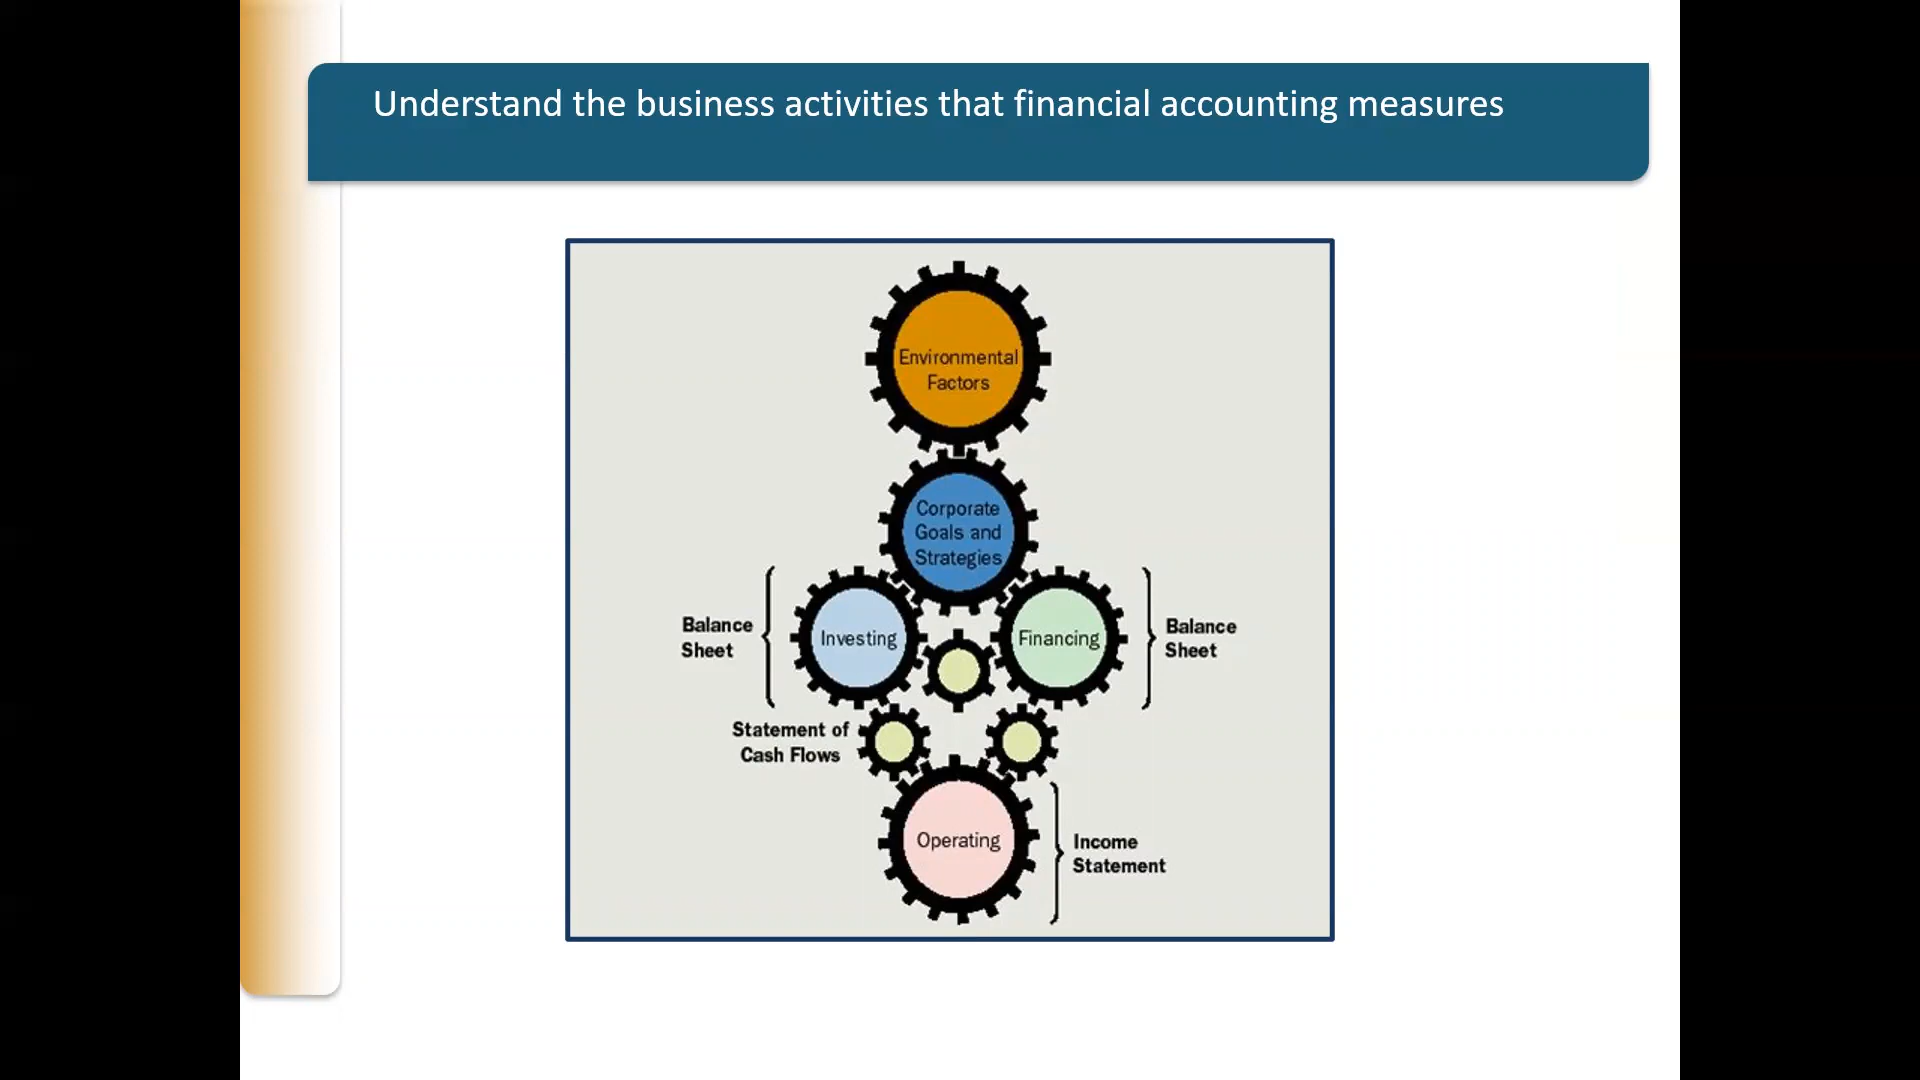 Understand the business activities that financial accounting measures
Environmental
Factors
Corporate
Goals and
Strategies
Balance
Sheet
Investing
Financing
Balance
Sheet
Statement of
Cash Flows
Operating
Income
Statement